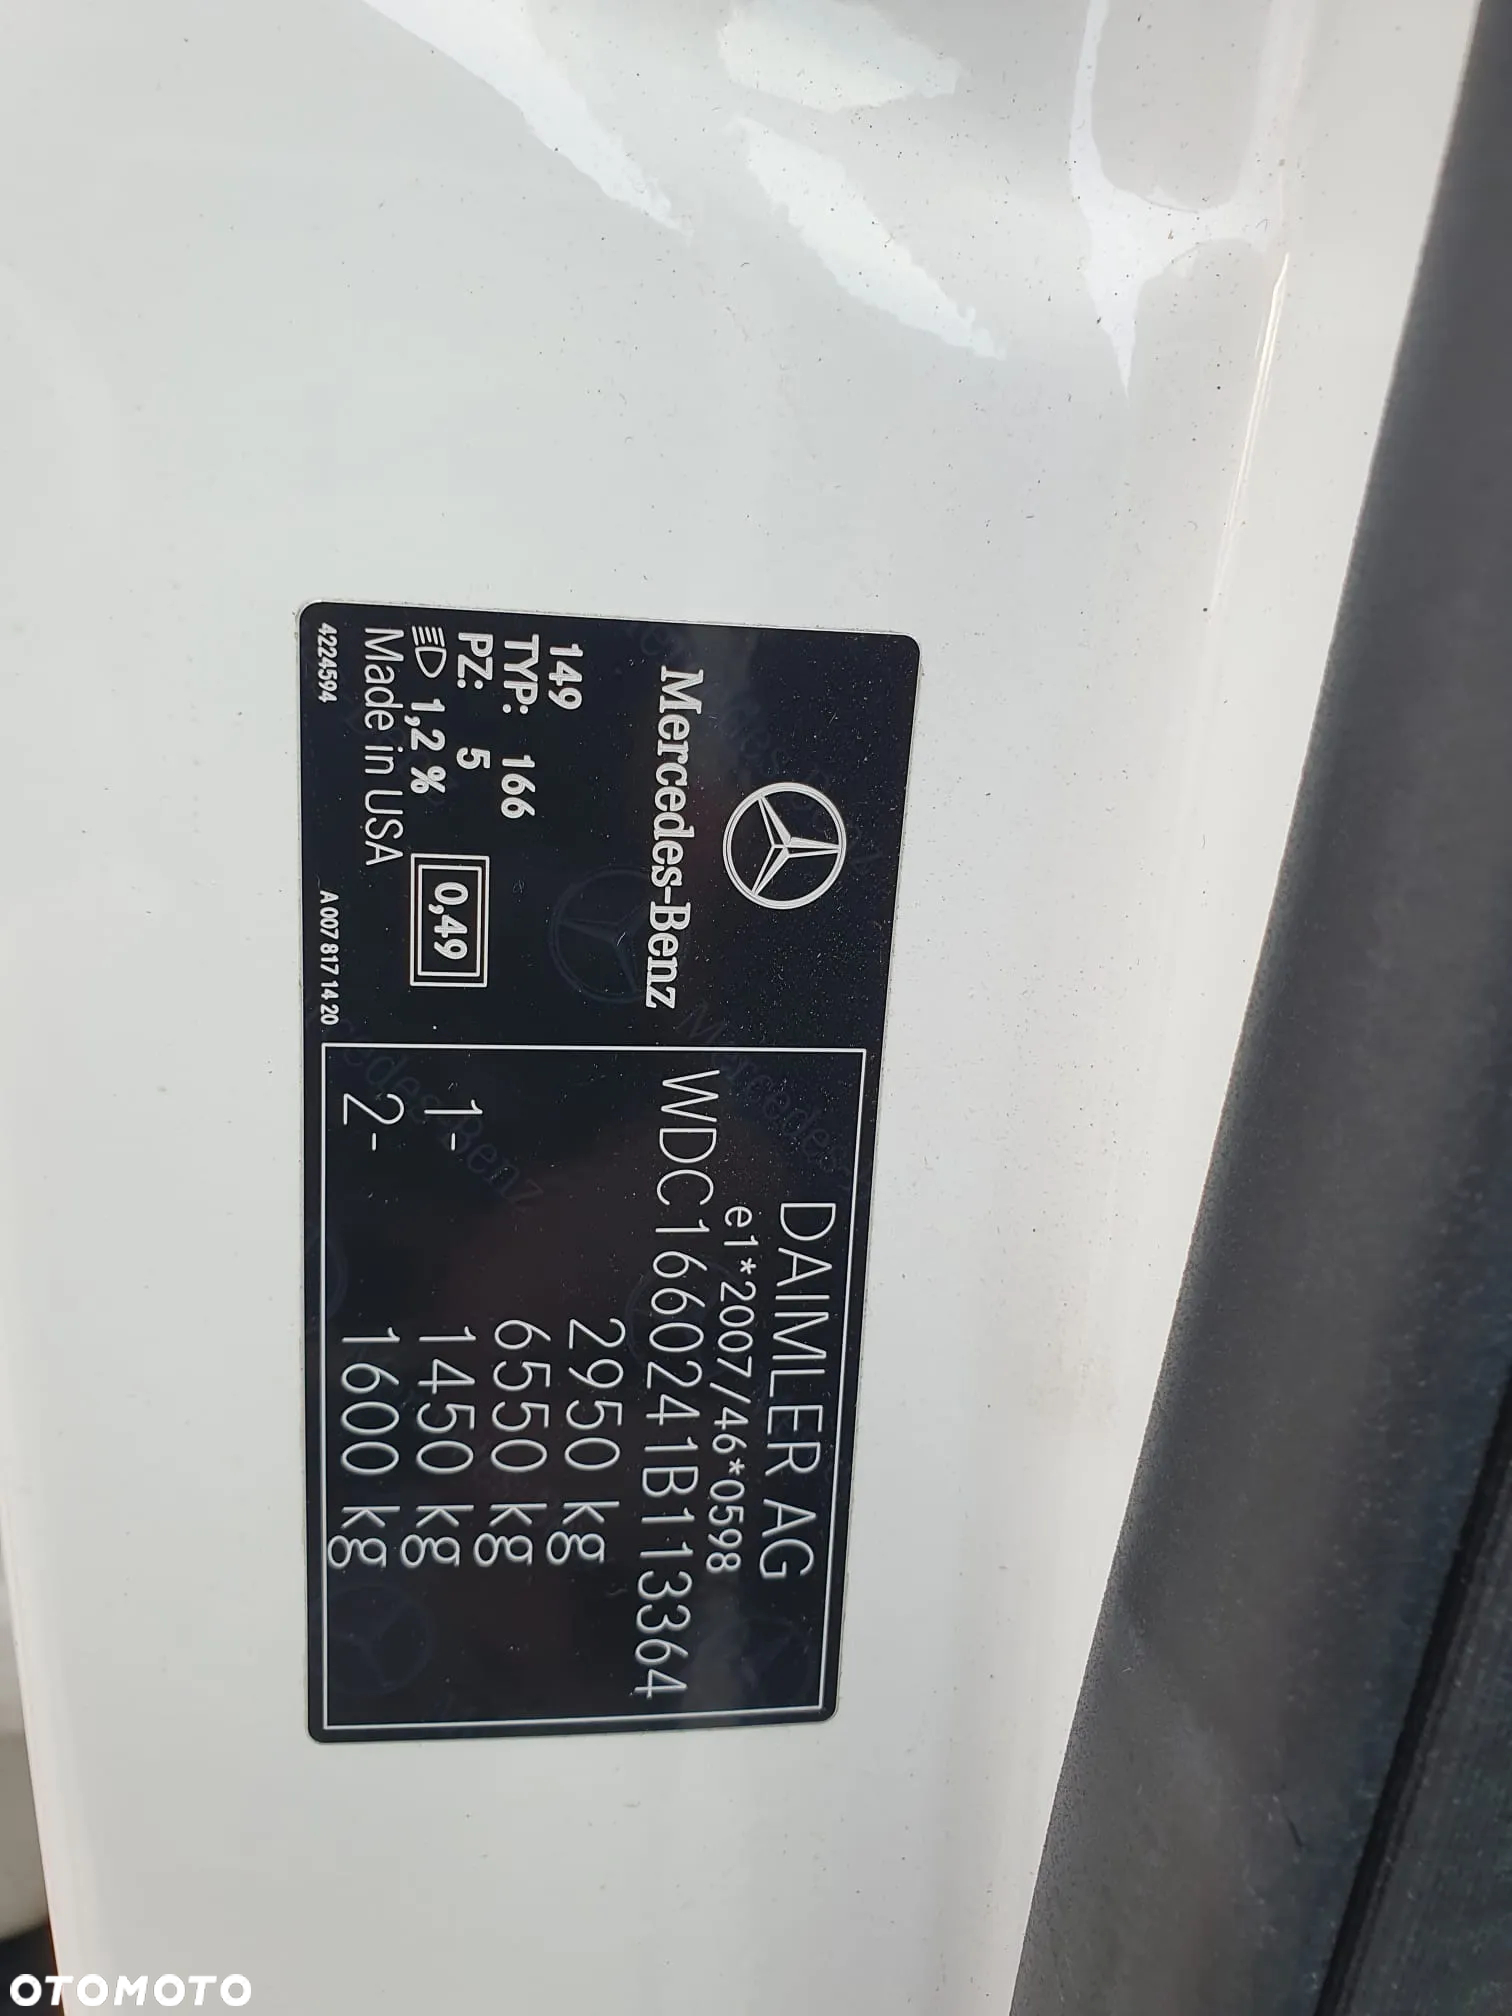 Mercedes-Benz
149
TYP: 166
PZ: 5
1,2 %
0,49
Made in USA
4224594
A 007 817 14 20
DAIMLER AG
e1*2007/46*0598
WDC1660241B113364
2950 kg
6550 kg
1- 1450 kg
2- 1600 kg
OTOMOTO